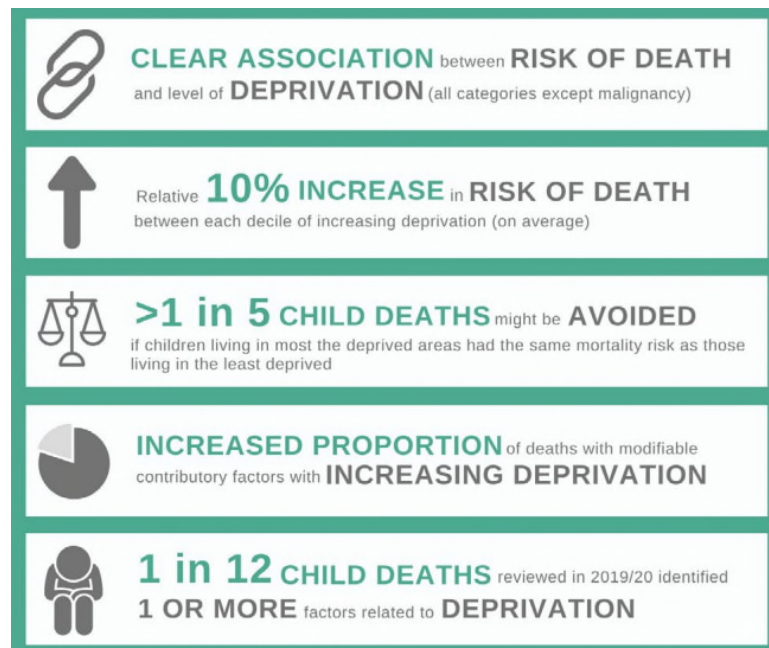 CLEAR ASSOCIATION between RISK OF DEATH
and level of DEPRIVATION (all categories except malignancy)
Relative 10% INCREASE in RISK OF DEATH
between each decile of increasing deprivation (on average)
>1 in 5 CHILD DEATHS might be AVOIDED
if children living in most the deprived areas had the same mortality risk as those
living in the least deprived
INCREASED PROPORTION of deaths with modifiable
contributory factors with INCREASING DEPRIVATION
1 in 12 CHILD DEATHS reviewed in 2019/20 identified
1 OR MORE factors related to DEPRIVATION